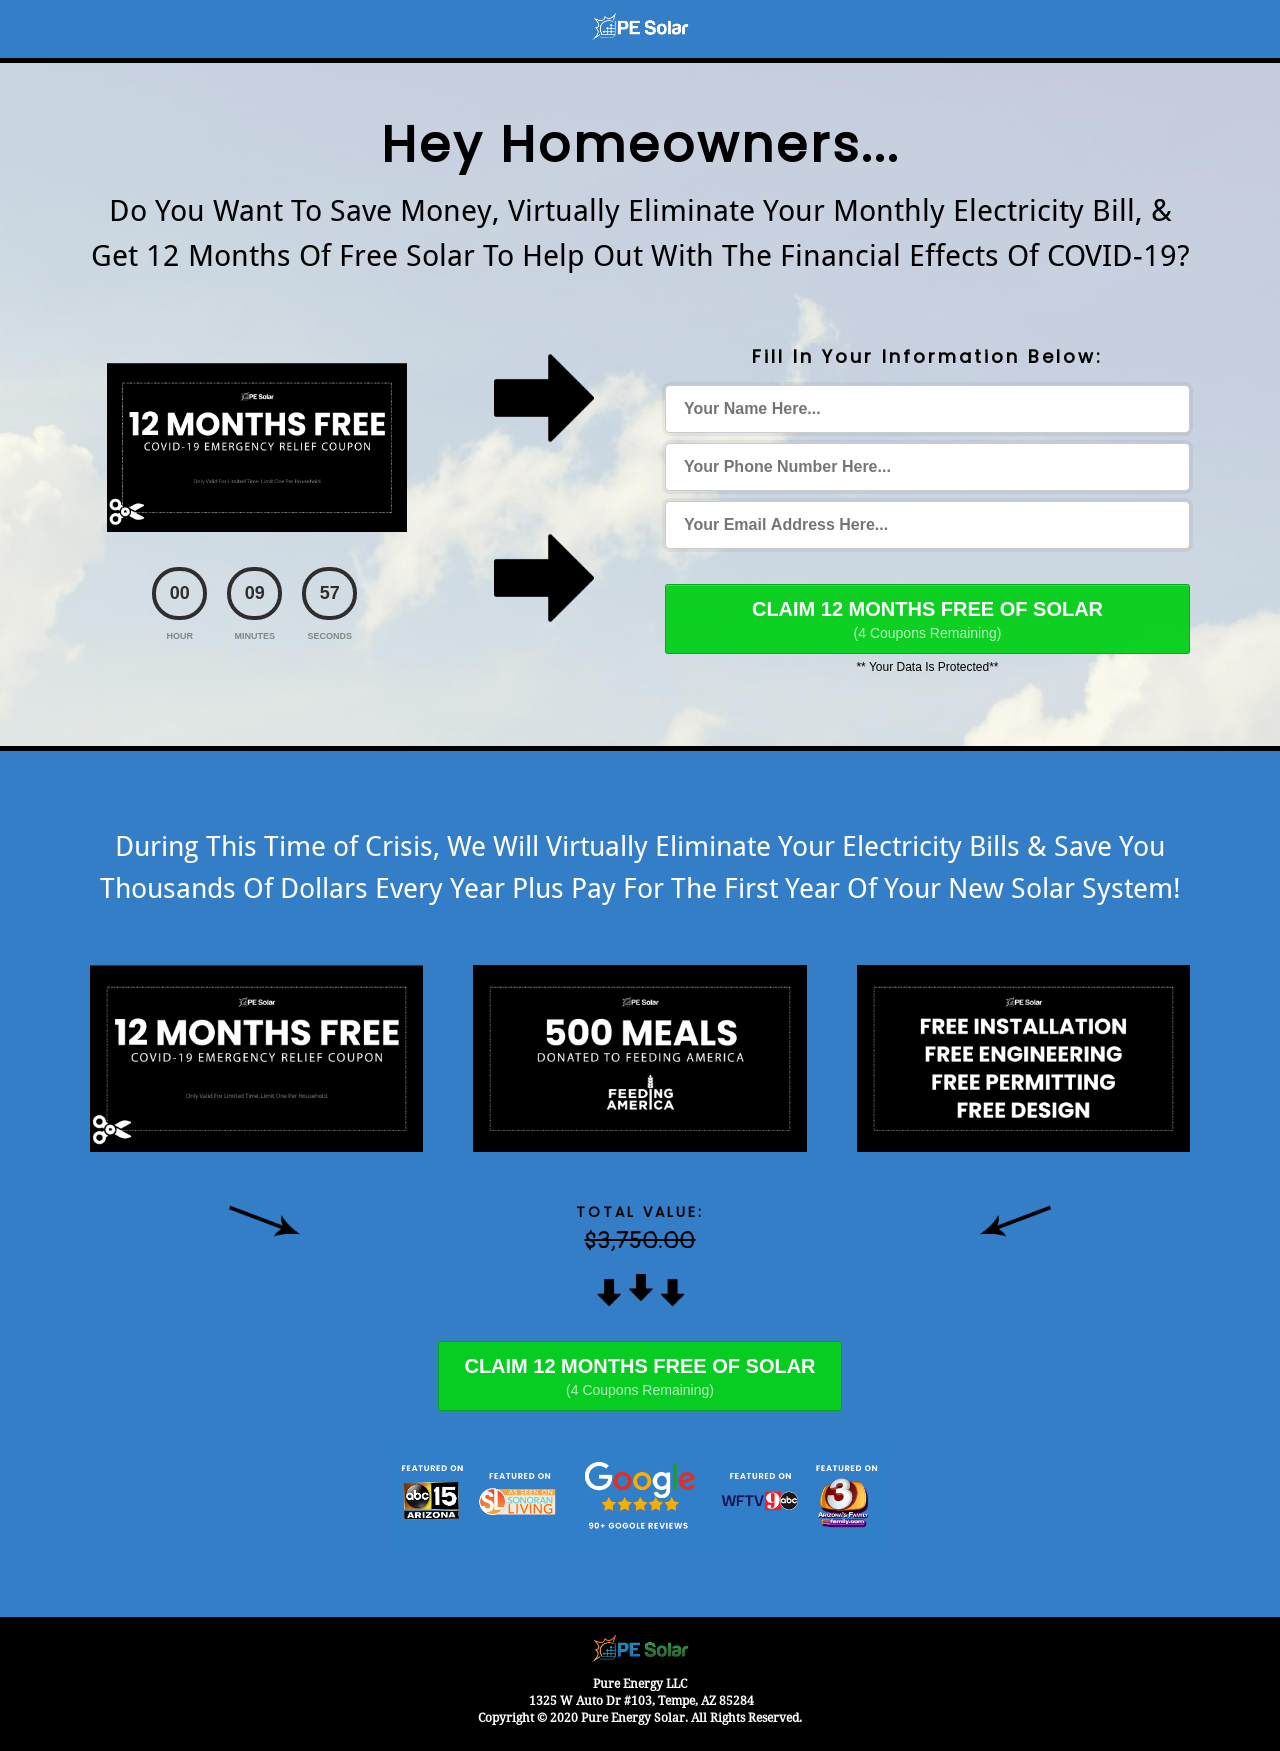 PE Solar
Hey Homeowners...
Do You Want To Save Money, Virtually Eliminate Your Monthly Electricity Bill, &
Get 12 Months Of Free Solar To Help Out With The Financial Effects Of COVID-19?
Fill In Your Information Below:
PE Solar
12 MONTHS FREE
COVID-19 EMERGENCY RELIEF COUPON
Only Valid For Limited Time. Limit One Per Household.
Your Name Here...
Your Phone Number Here...
Your Email Address Here...
00 09 57
HOUR MINUTES SECONDS
CLAIM 12 MONTHS FREE OF SOLAR
(4 Coupons Remaining)
** Your Data Is Protected**
During This Time of Crisis, We Will Virtually Eliminate Your Electricity Bills & Save You
Thousands Of Dollars Every Year Plus Pay For The First Year Of Your New Solar System!
PE Solar
12 MONTHS FREE
COVID-19 EMERGENCY RELIEF COUPON
Only Valid For Limited Time. Limit One Per Household.
PE Solar
500 MEALS
DONATED TO FEEDING AMERICA
FEEDING
AMERICA
PE Solar
FREE INSTALLATION
FREE ENGINEERING
FREE PERMITTING
FREE DESIGN
TOTAL VALUE:
$3,750.00
CLAIM 12 MONTHS FREE OF SOLAR
(4 Coupons Remaining)
FEATURED ON
abc 15
ARIZONA
FEATURED ON
SL AS SEEN ON
SONORAN
LIVING
Google
90+ GOGOLE REVIEWS
FEATURED ON
WFTV 9 abc
FEATURED ON
3
ARIZONA'S FAMILY
family.com
PE Solar
Pure Energy LLC
1325 W Auto Dr #103, Tempe, AZ 85284
Copyright © 2020 Pure Energy Solar. All Rights Reserved.